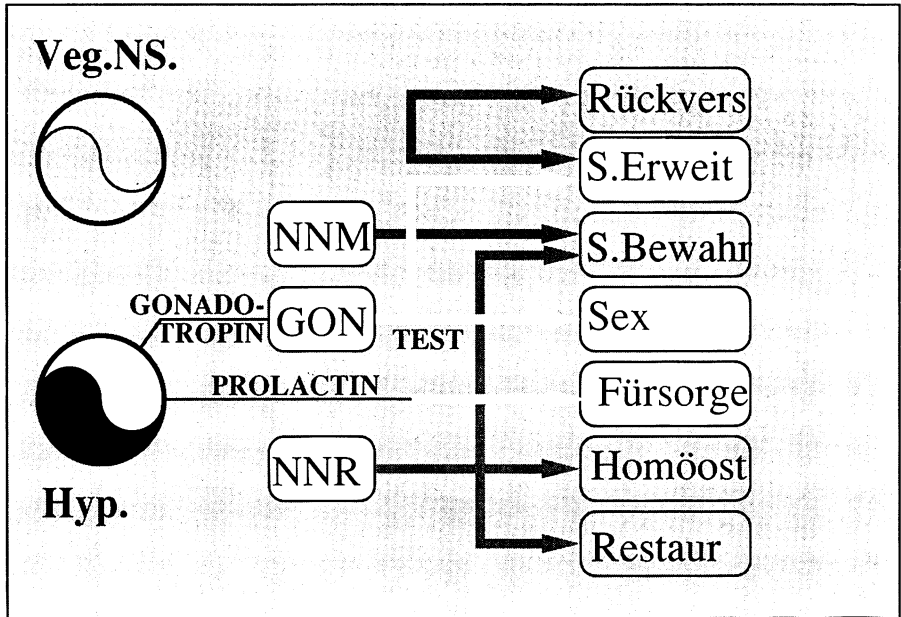 Veg.NS.
Rückvers
S.Erweit
NNM
S.Bewahr
GONADO-
TROPIN
GON
TEST
Sex
PROLACTIN
Fürsorge
NNR
Homöost
Hyp.
Restaur